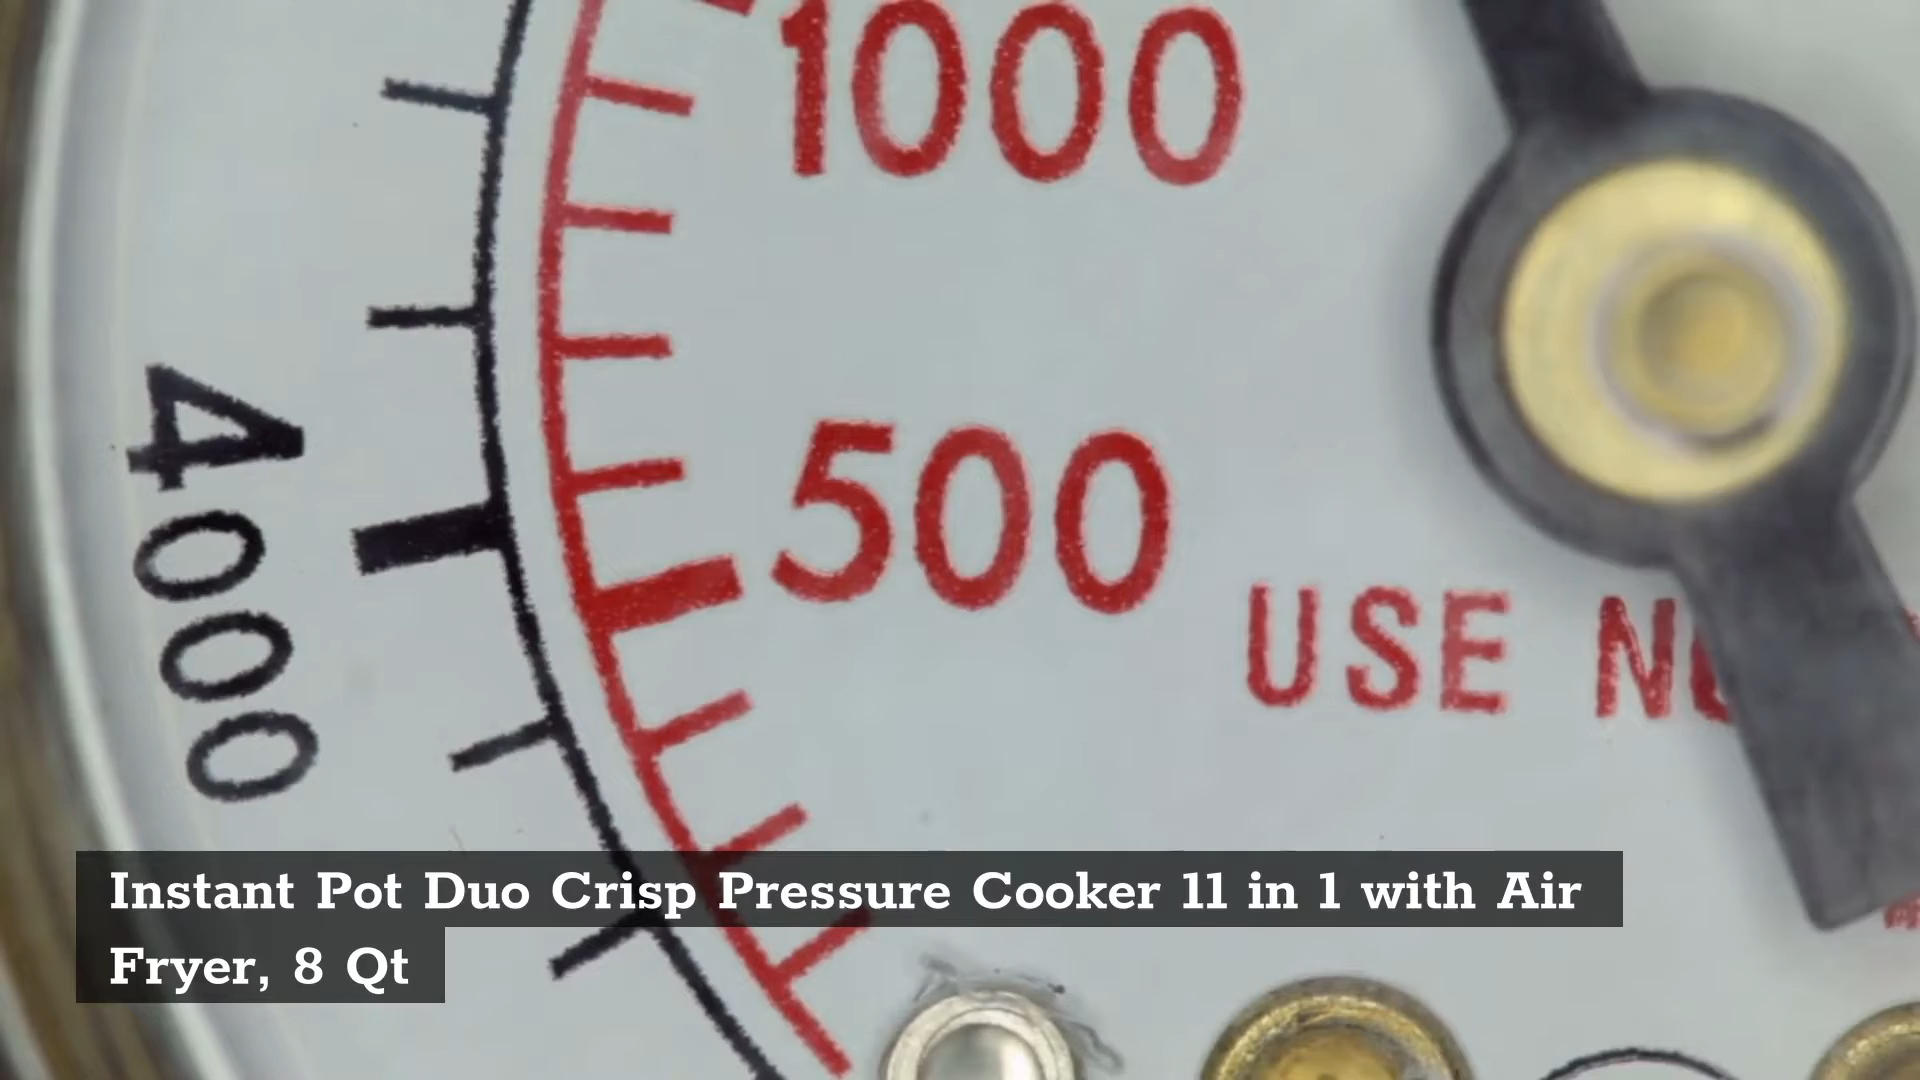 1000
500
4000
USE
Instant Pot Duo Crisp Pressure Cooker 11 in 1 with Air
Fryer, 8 Qt